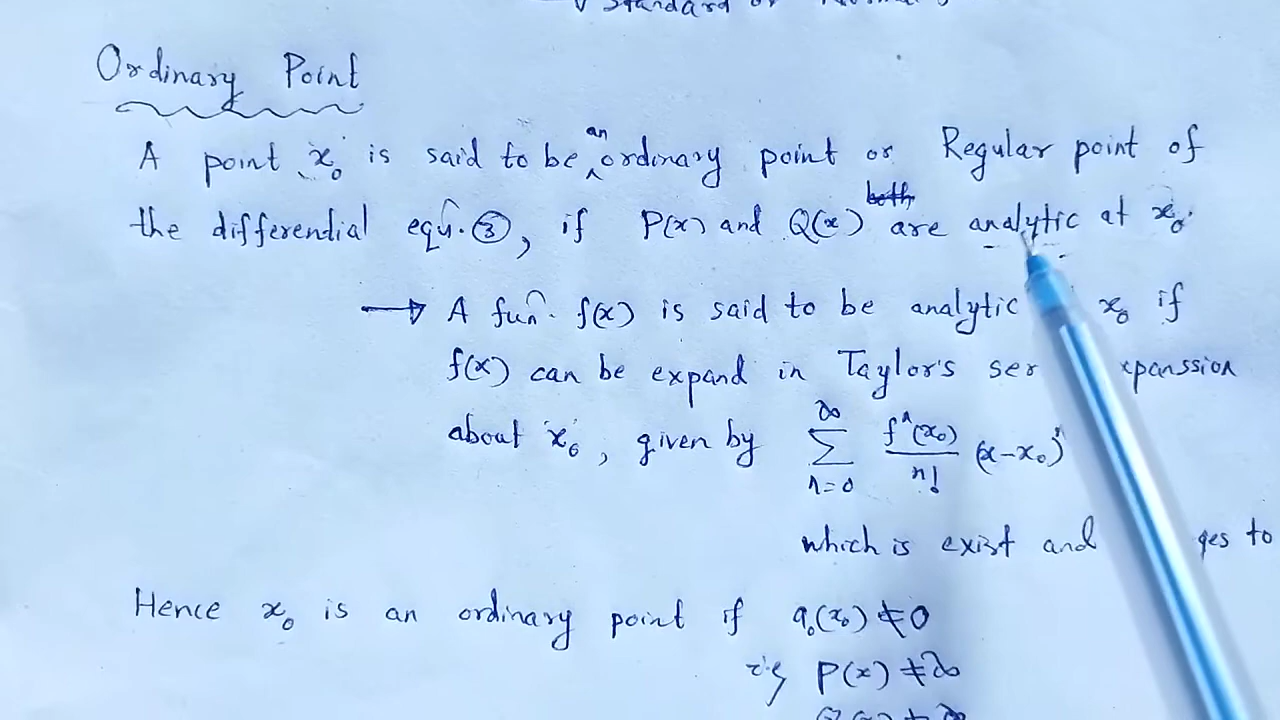 Standard or
Ordinary Point
A point x₀ is said to be an ordinary point or Regular point of
the differential equn. ③, if P(x) and Q(x) both are analytic at x₀.
→ A fun. f(x) is said to be analytic x₀ if
f(x) can be expand in Taylor's ser xpanssion
about x₀, given by ∑_{n=0}^{∞} fⁿ(x₀)/n! (x-x₀)ⁿ
which is exist and ges to
Hence x₀ is an ordinary point if a₀(x₀) ≠ 0
P(x) ≠ ∞